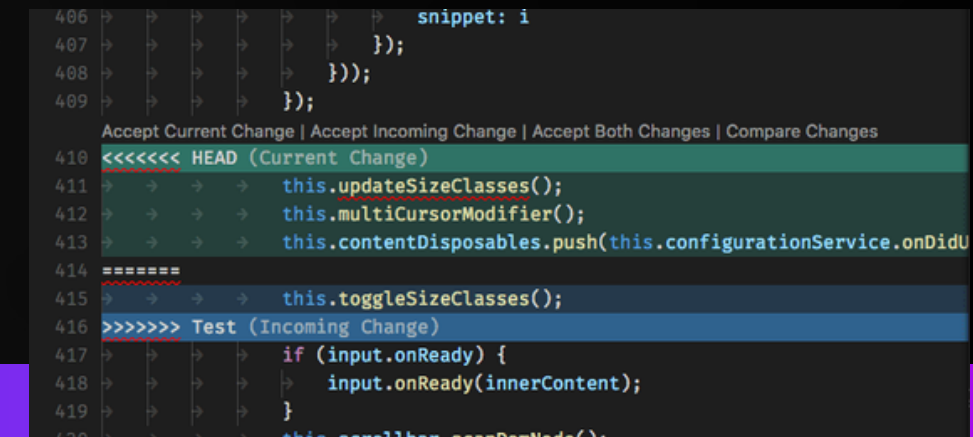 406 snippet: i
407 });
408 }));
409 });
Accept Current Change | Accept Incoming Change | Accept Both Changes | Compare Changes
410 <<<<<<< HEAD (Current Change)
411 this.updateSizeClasses();
412 this.multiCursorModifier();
413 this.contentDisposables.push(this.configurationService.onDidU
414 =======
415 this.toggleSizeClasses();
416 >>>>>>> Test (Incoming Change)
417 if (input.onReady) {
418 input.onReady(innerContent);
419 }